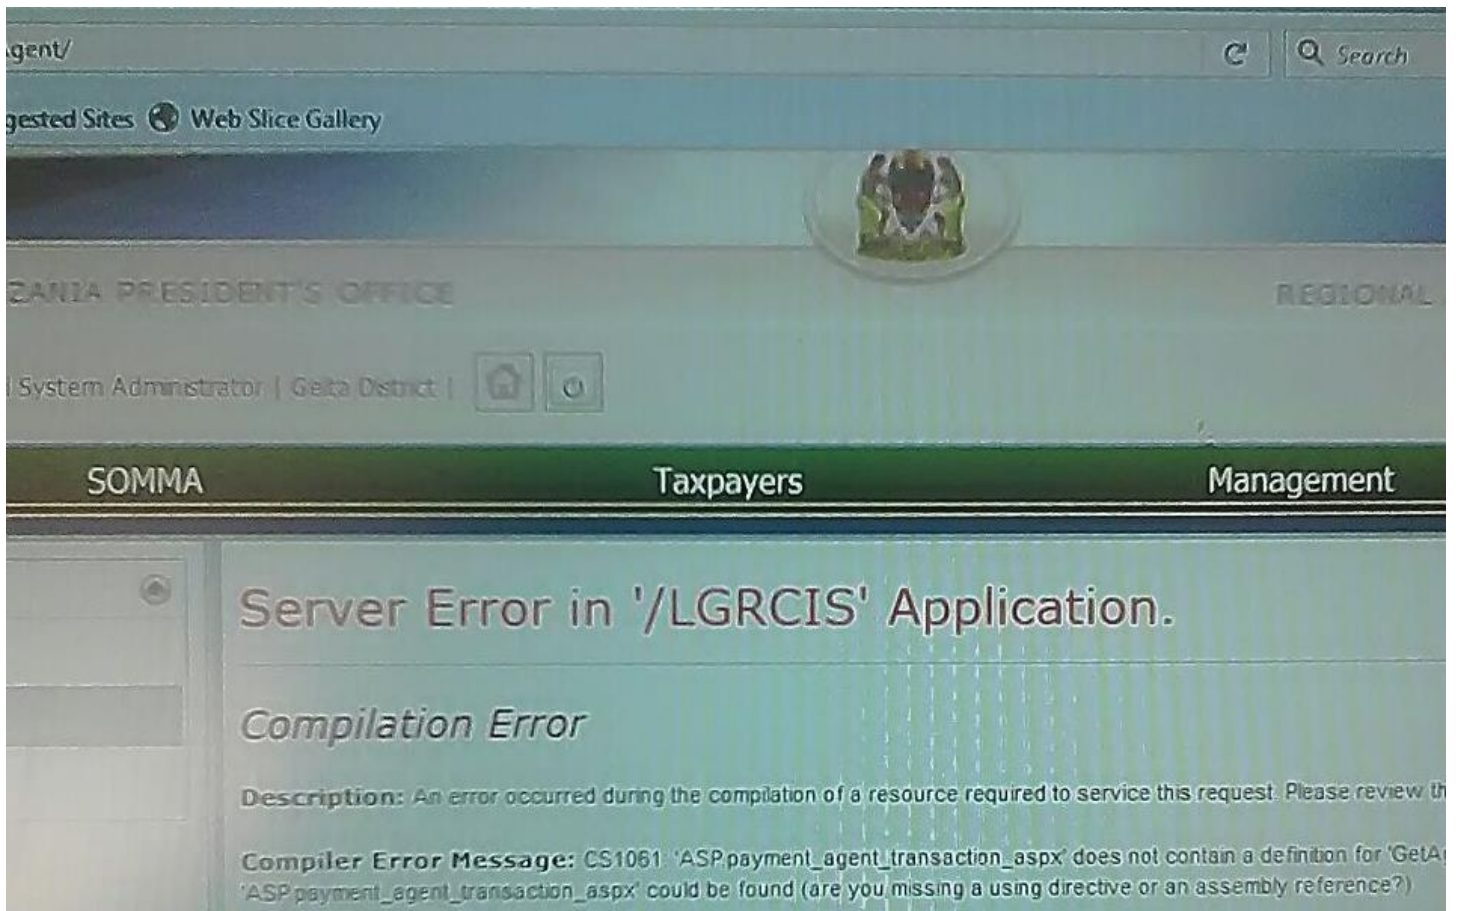 gent/
Search
gested Sites Web Slice Gallery
ZANIA PRESIDENT'S OFFICE
REGIONAL
System Administrator | Geita District |
SOMMA Taxpayers Management
Server Error in '/LGRCIS' Application.
Compilation Error
Description: An error occurred during the compilation of a resource required to service this request. Please review th
Compiler Error Message: CS1061: 'ASP.payment_agent_transaction_aspx' does not contain a definition for 'GetA
'ASP.payment_agent_transaction_aspx' could be found (are you missing a using directive or an assembly reference?)